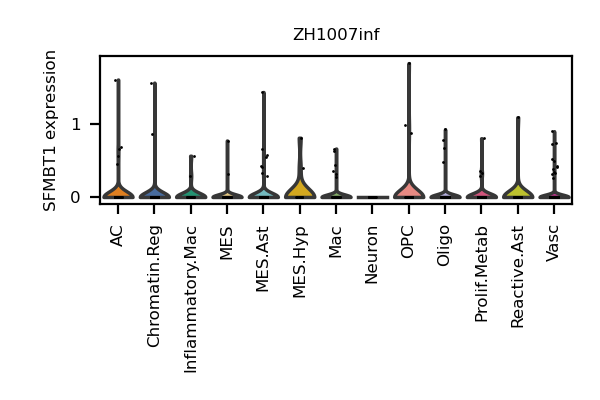 ZH1007inf
SFMBT1 expression
1
0
AC
Chromatin.Reg
Inflammatory.Mac
MES
MES.Ast
MES.Hyp
Mac
Neuron
OPC
Oligo
Prolif.Metab
Reactive.Ast
Vasc